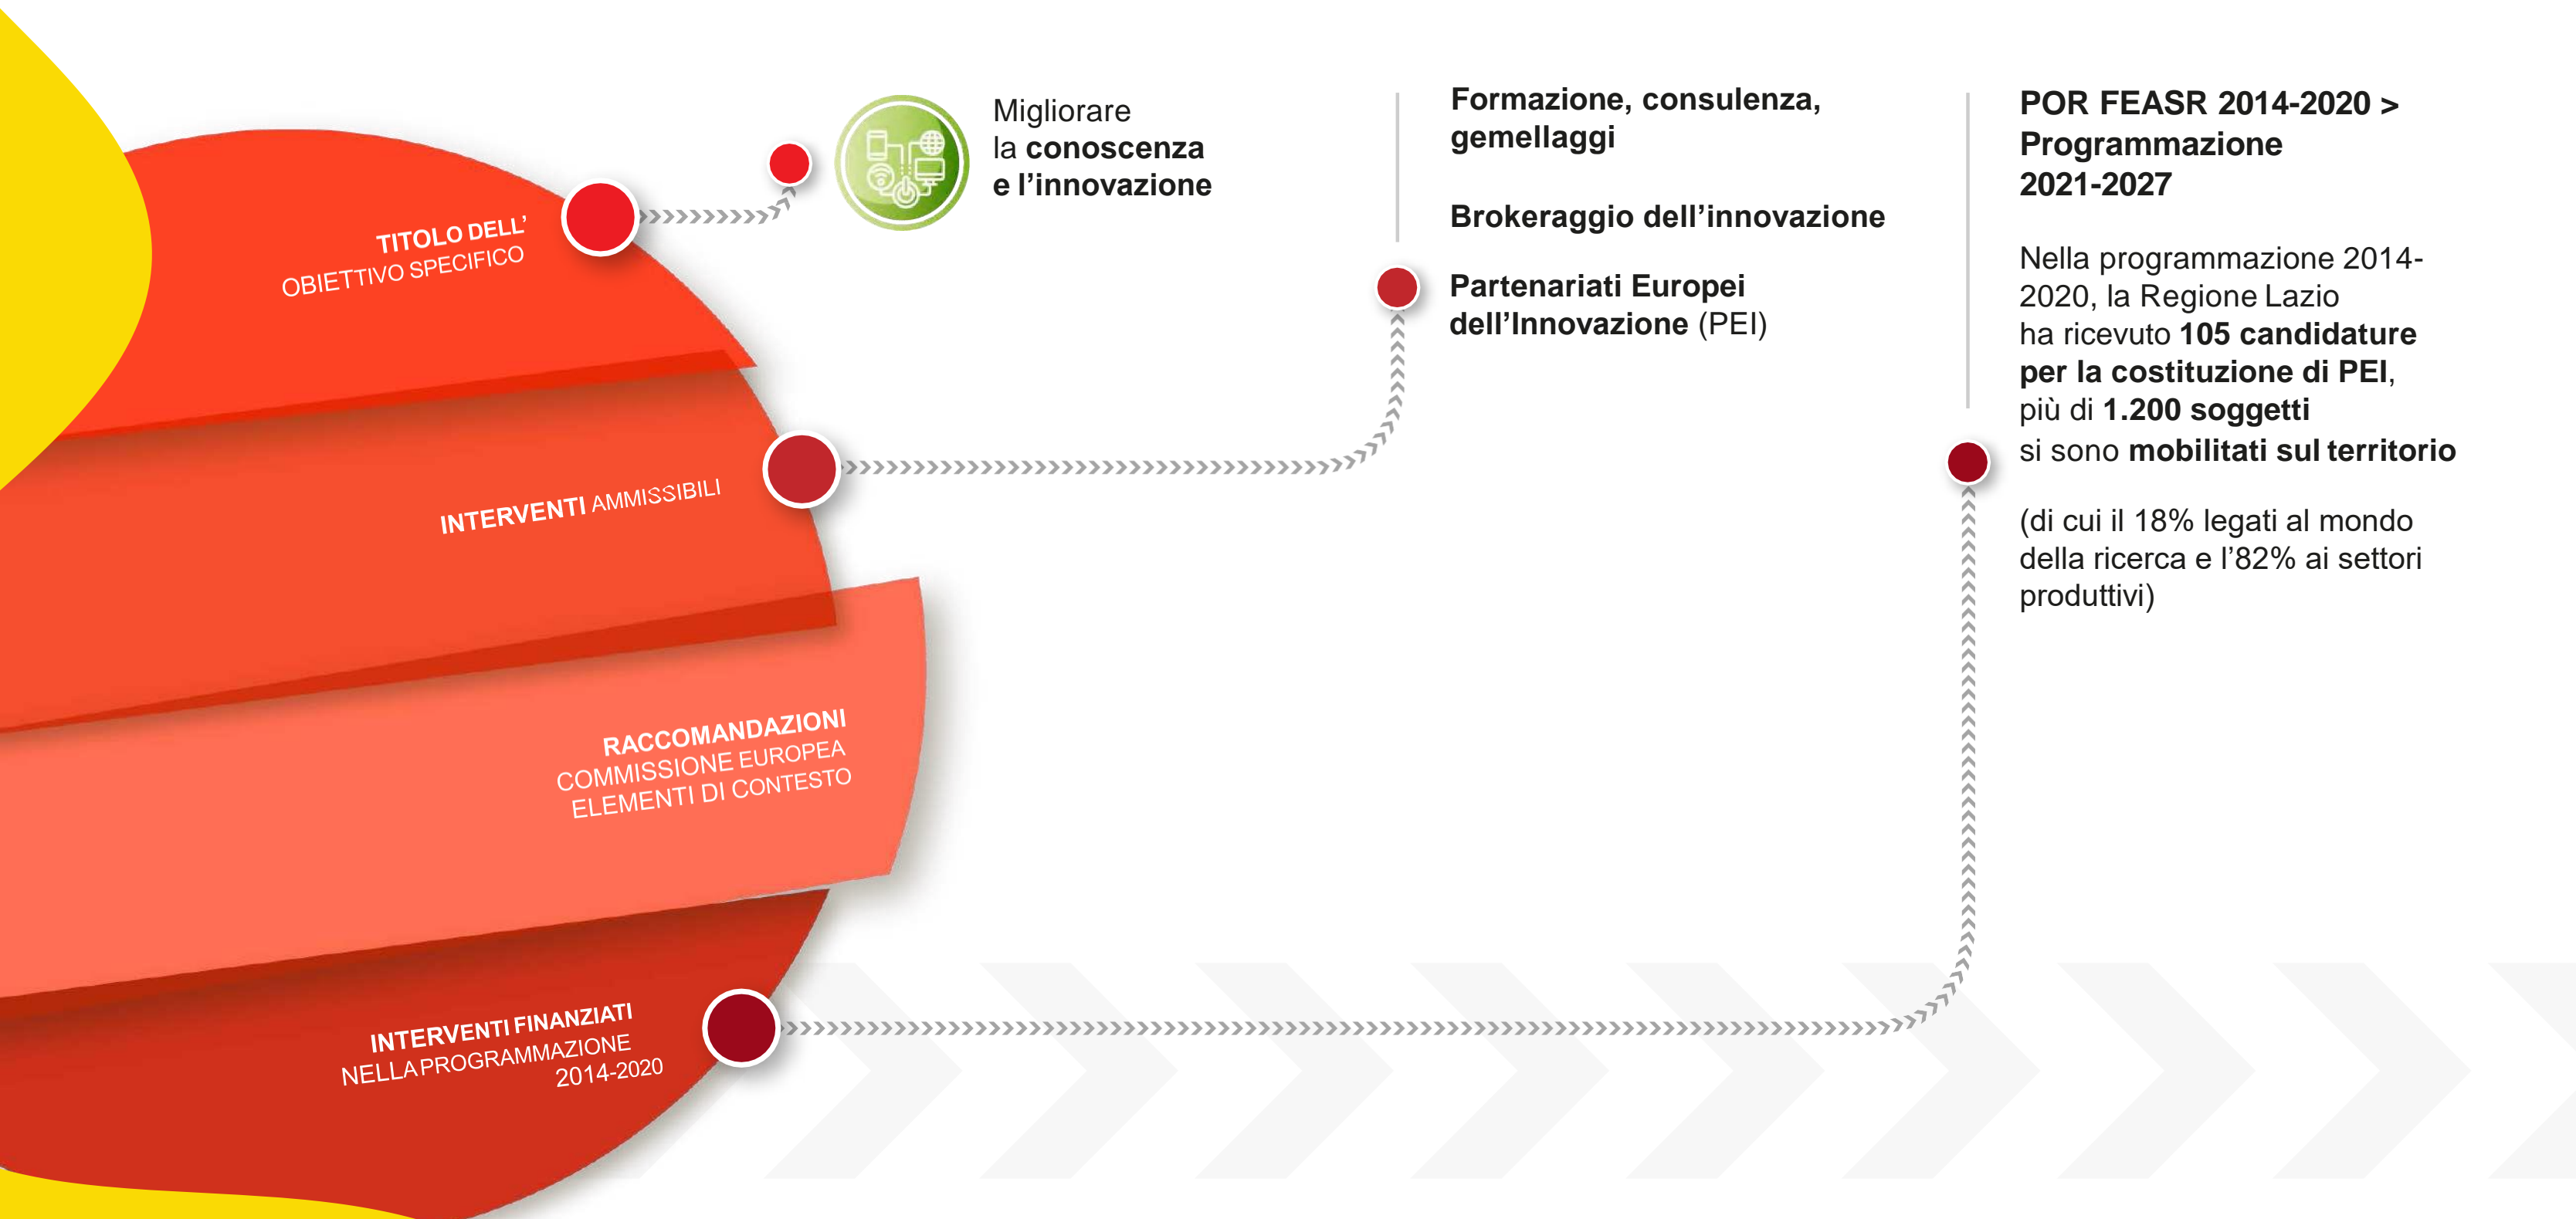 TITOLO DELL'
OBIETTIVO SPECIFICO
INTERVENTI AMMISSIBILI
RACCOMANDAZIONI
COMMISSIONE EUROPEA
ELEMENTI DI CONTESTO
INTERVENTI FINANZIATI
NELLA PROGRAMMAZIONE
2014-2020
Migliorare
la conoscenza
e l'innovazione
Formazione, consulenza,
gemellaggi
Brokeraggio dell'innovazione
Partenariati Europei
dell'Innovazione (PEI)
POR FEASR 2014-2020 >
Programmazione
2021-2027
Nella programmazione 2014-
2020, la Regione Lazio
ha ricevuto 105 candidature
per la costituzione di PEI,
più di 1.200 soggetti
si sono mobilitati sul territorio
(di cui il 18% legati al mondo
della ricerca e l'82% ai settori
produttivi)